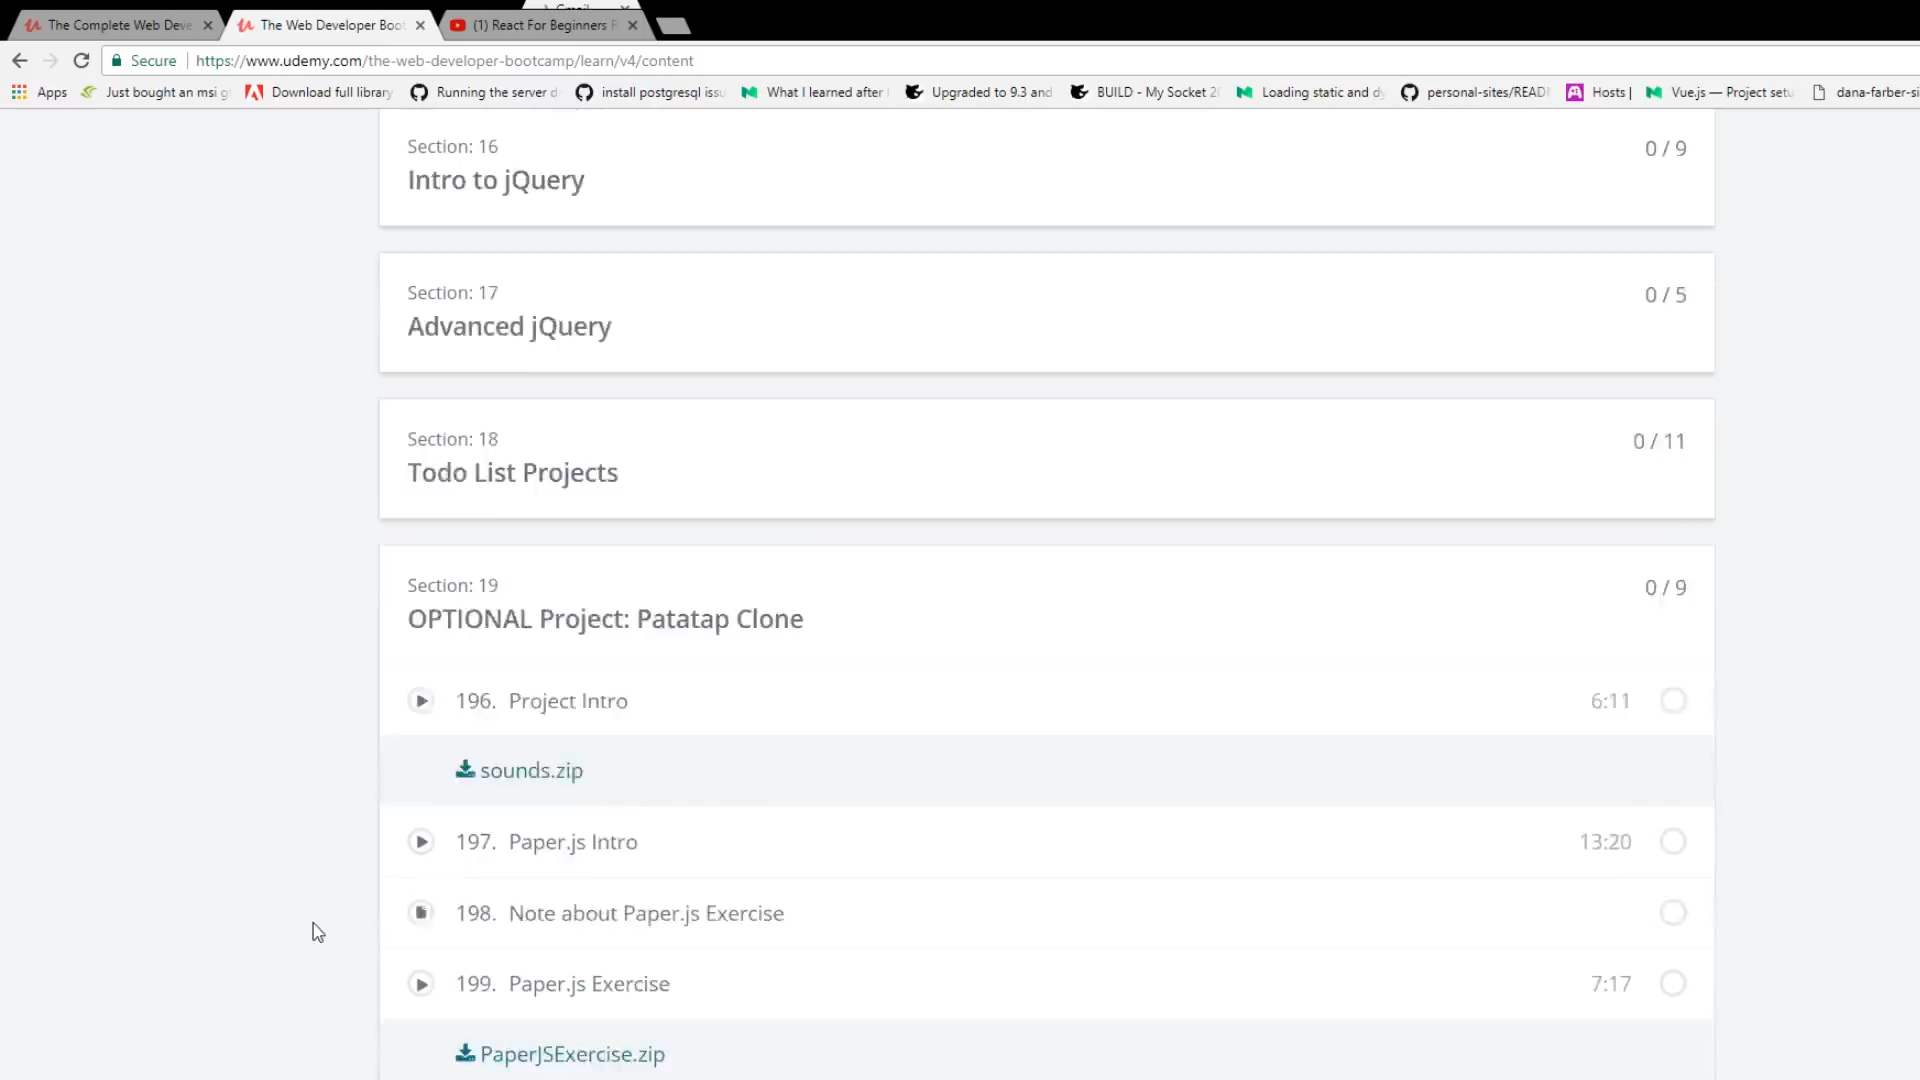 Gmail
The Complete Web Deve
The Web Developer Boot
(1) React For Beginners
Secure
https://www.udemy.com/the-web-developer-bootcamp/learn/v4/content
Apps
Just bought an msi g
Download full library
Running the server d
install postgresql issu
What I learned after
Upgraded to 9.3 and
BUILD - My Socket 20
Loading static and dy
personal-sites/READ
Hosts |
Vue.js — Project setu
dana-farber-si
Section: 16
0 / 9
Intro to jQuery
Section: 17
0 / 5
Advanced jQuery
Section: 18
0 / 11
Todo List Projects
Section: 19
0 / 9
OPTIONAL Project: Patatap Clone
196. Project Intro
6:11
sounds.zip
197. Paper.js Intro
13:20
198. Note about Paper.js Exercise
199. Paper.js Exercise
7:17
PaperJSExercise.zip